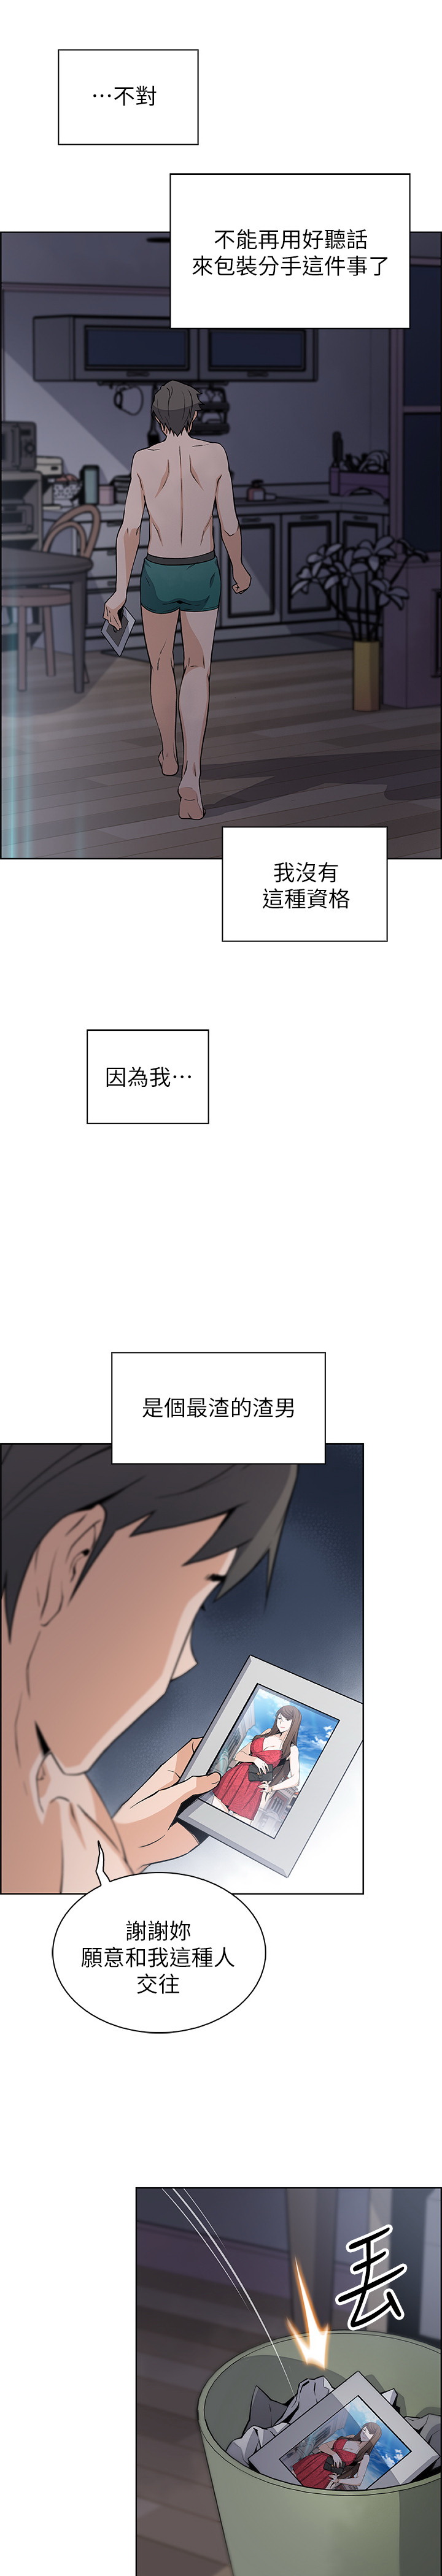 …不對
不能再用好聽話
來包裝分手這件事了
我沒有
這種資格
因為我…
是個最渣的渣男
謝謝妳
願意和我這種人
交往
丟